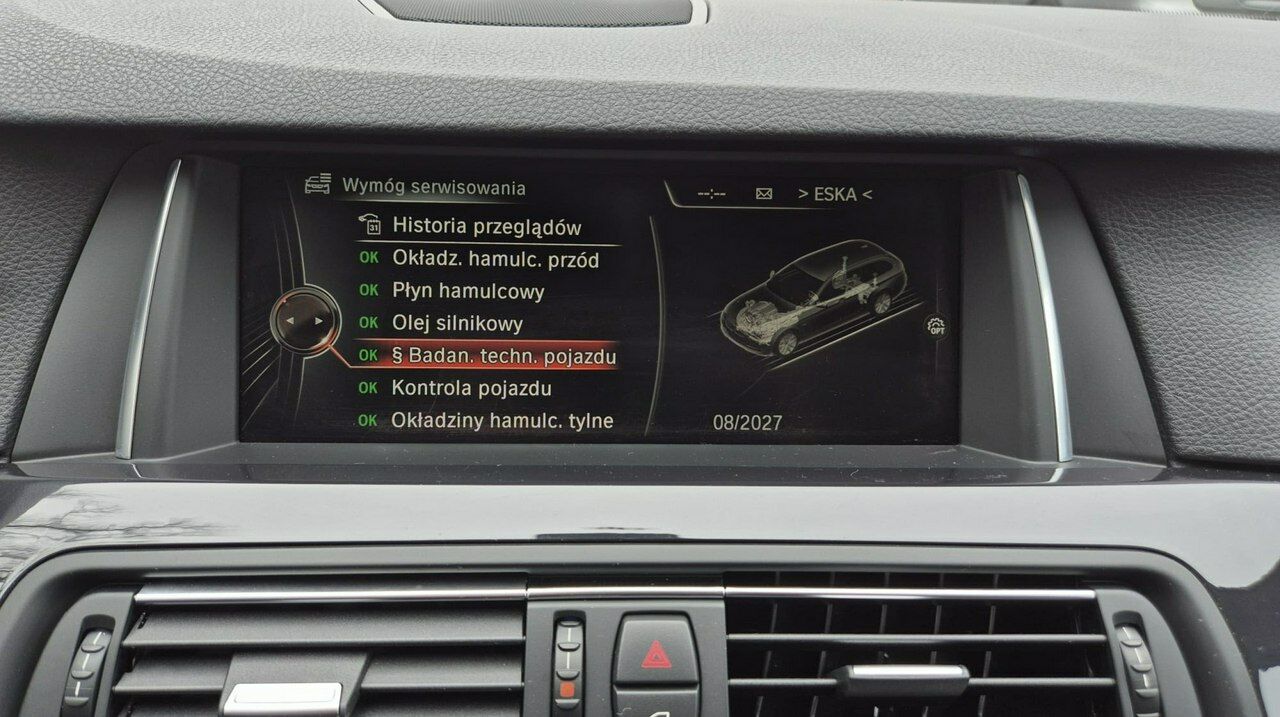 Wymóg serwisowania
--:-- > ESKA <
31 Historia przeglądów
OK Okładz. hamulc. przód
OK Płyn hamulcowy
OK Olej silnikowy
OK § Badan. techn. pojazdu
OK Kontrola pojazdu
OK Okładziny hamulc. tylne
OPT
08/2027